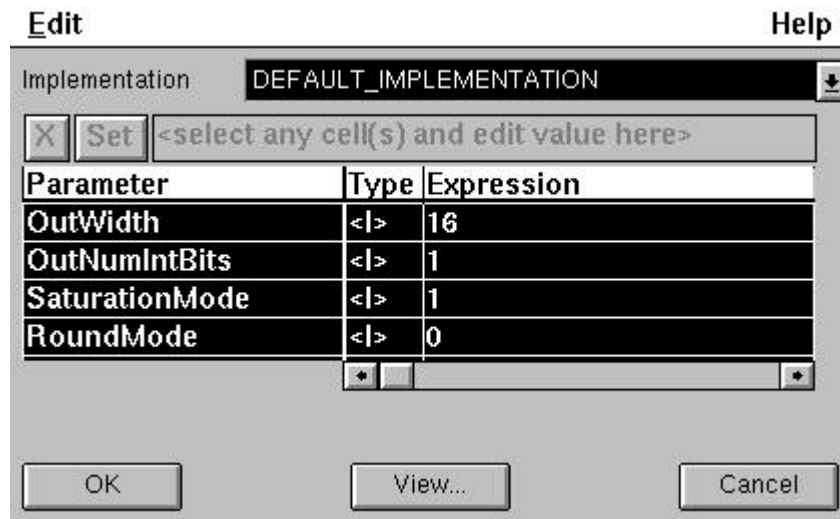 Edit Help
Implementation DEFAULT_IMPLEMENTATION
X Set <select any cell(s) and edit value here>
Parameter Type Expression
OutWidth <I> 16
OutNumIntBits <I> 1
SaturationMode <I> 1
RoundMode <I> 0
OK View... Cancel